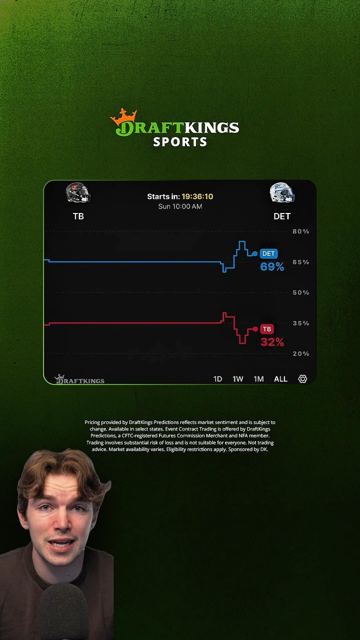 DRAFTKINGS
SPORTS
Starts in: 19:36:10
Sun 10:00 AM
TB
DET
80%
DET
69%
65%
50%
35%
TB
32%
20%
DRAFTKINGS
1D 1W 1M ALL
Pricing provided by DraftKings Predictions reflects market sentiment and is subject to
change. Available in select states. Event Contract Trading is offered by DraftKings
Predictions, a CFTC-registered Futures Commission Merchant and NFA member.
Trading involves substantial risk of loss and is not suitable for everyone. Not trading
advice. Market availability varies. Eligibility restrictions apply. Sponsored by DK.